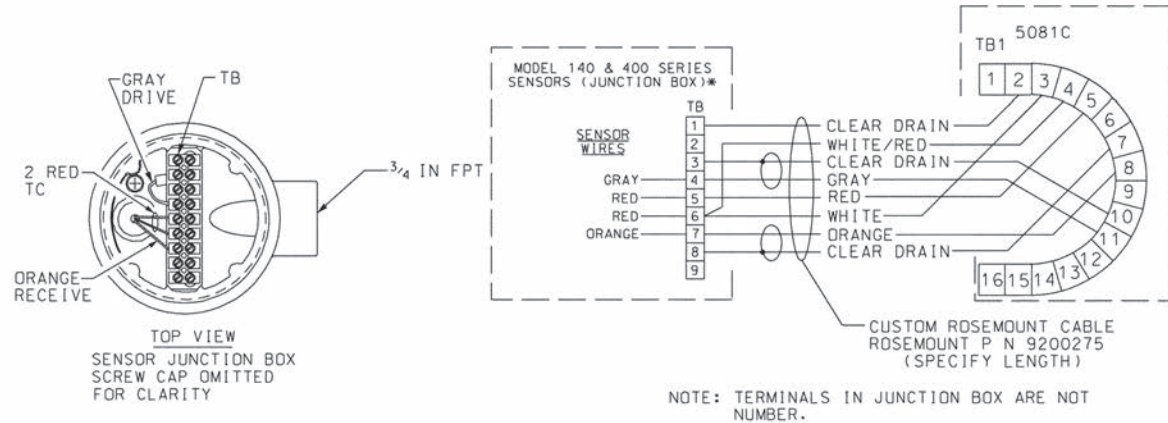 GRAY
DRIVE
TB
2 RED
TC
3/4 IN FPT
ORANGE
RECEIVE
TOP VIEW
SENSOR JUNCTION BOX
SCREW CAP OMITTED
FOR CLARITY
MODEL 140 & 400 SERIES
SENSORS (JUNCTION BOX)*
TB
SENSOR
WIRES
1
2
3
4
5
6
7
8
9
GRAY
RED
RED
ORANGE
CLEAR DRAIN
WHITE/RED
CLEAR DRAIN
GRAY
RED
WHITE
ORANGE
CLEAR DRAIN
5081C
TB1
1
2
3
4
5
6
7
8
9
10
11
12
13
14
15
16
CUSTOM ROSEMOUNT CABLE
ROSEMOUNT P N 9200275
(SPECIFY LENGTH)
NOTE: TERMINALS IN JUNCTION BOX ARE NOT
NUMBER.